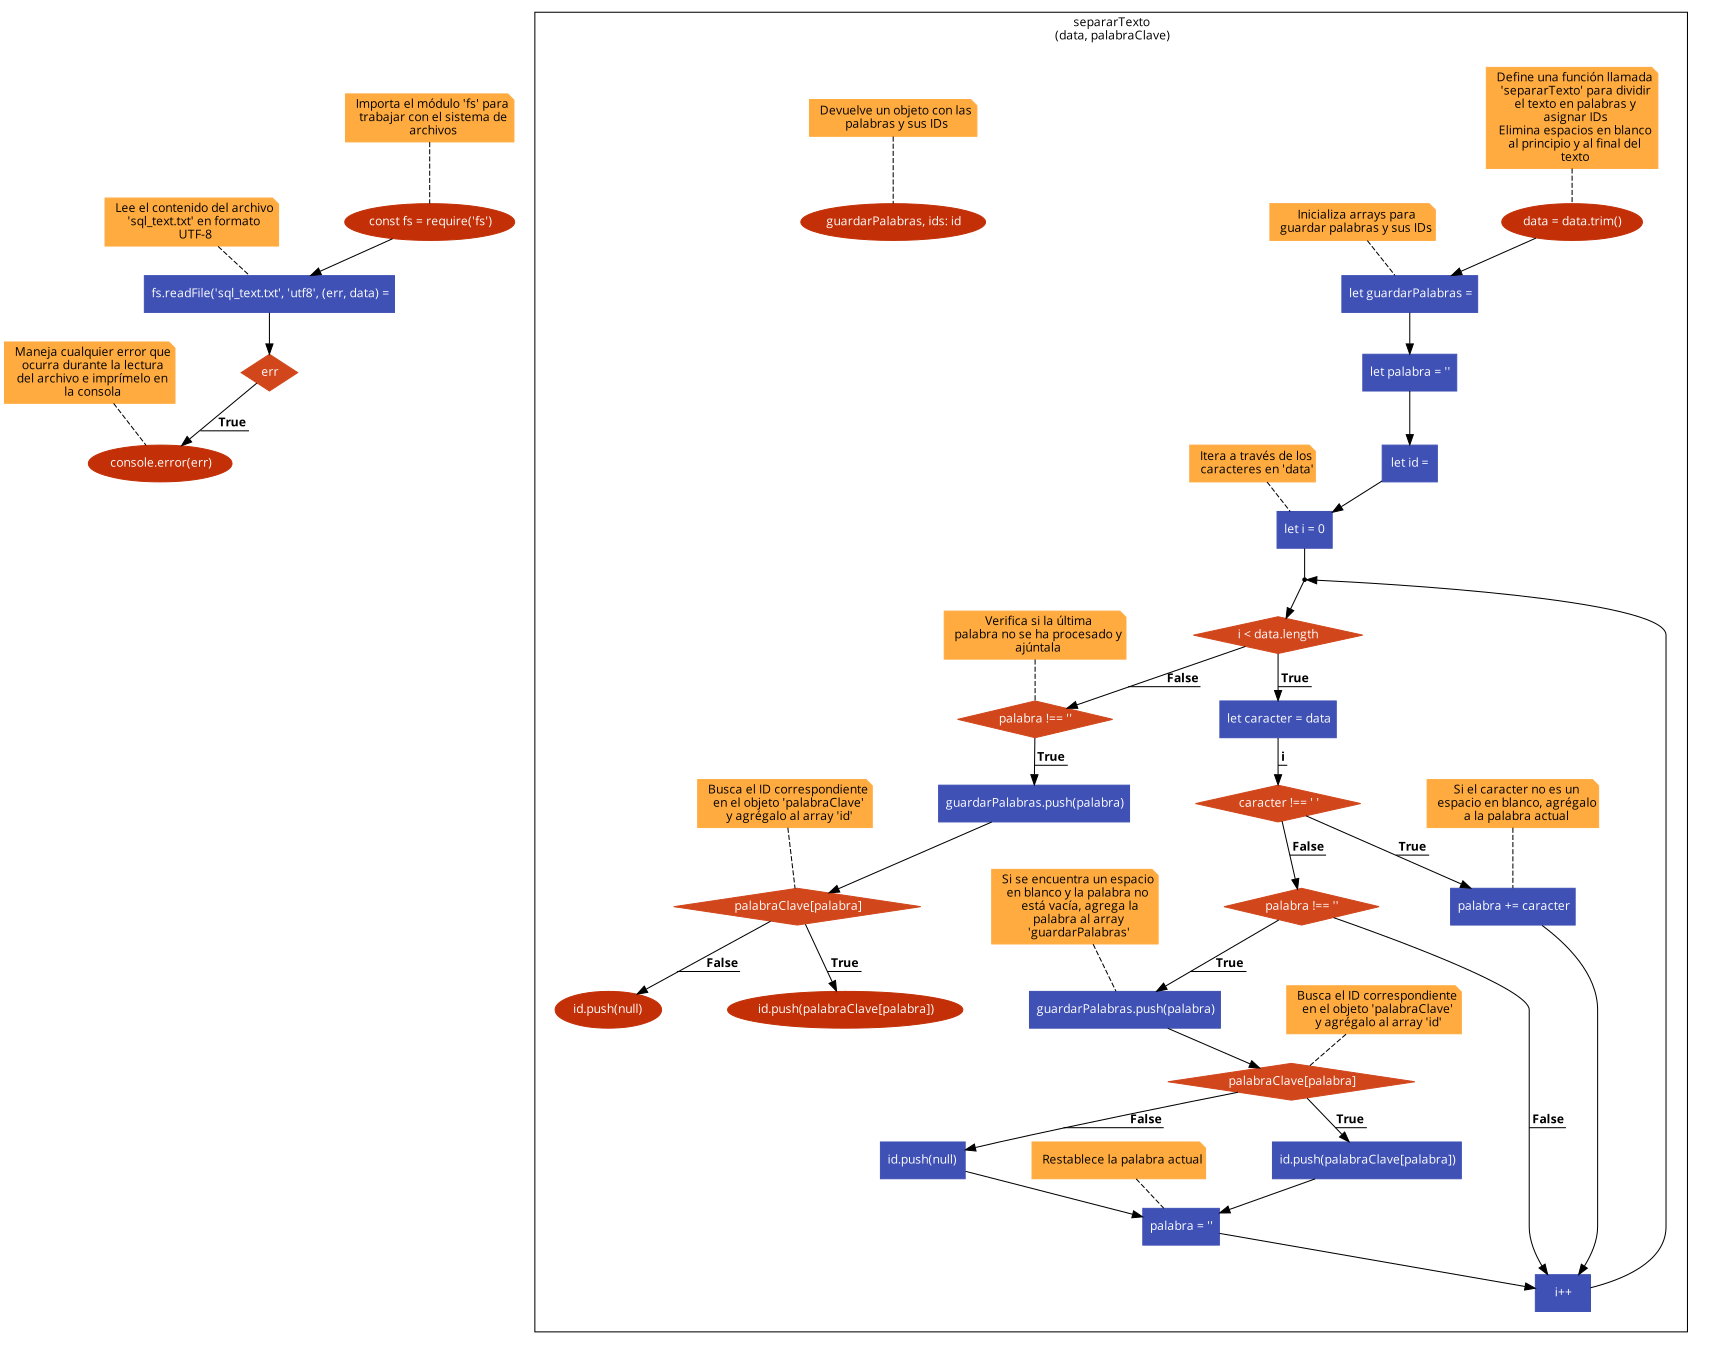 separarTexto
(data, palabraClave)
Importa el módulo 'fs' para
trabajar con el sistema de
archivos
const fs = require('fs')
Lee el contenido del archivo
'sql_text.txt' en formato
UTF-8
fs.readFile('sql_text.txt', 'utf8', (err, data) =
err
Maneja cualquier error que
ocurra durante la lectura
del archivo e imprímelo en
la consola
True
console.error(err)
Devuelve un objeto con las
palabras y sus IDs
guardarPalabras, ids: id
Define una función llamada
'separarTexto' para dividir
el texto en palabras y
asignar IDs
Elimina espacios en blanco
al principio y al final del
texto
data = data.trim()
Inicializa arrays para
guardar palabras y sus IDs
let guardarPalabras =
let palabra = ''
let id =
Itera a través de los
caracteres en 'data'
let i = 0
i < data.length
False
True
Verifica si la última
palabra no se ha procesado y
ajúntala
palabra !== ''
True
guardarPalabras.push(palabra)
Busca el ID correspondiente
en el objeto 'palabraClave'
y agrégalo al array 'id'
palabraClave[palabra]
False
True
id.push(null)
id.push(palabraClave[palabra])
let caracter = data
i
caracter !== ' '
False
True
Si el caracter no es un
espacio en blanco, agrégalo
a la palabra actual
palabra += caracter
palabra !== ''
True
False
Si se encuentra un espacio
en blanco y la palabra no
está vacía, agrega la
palabra al array
'guardarPalabras'
guardarPalabras.push(palabra)
Busca el ID correspondiente
en el objeto 'palabraClave'
y agrégalo al array 'id'
palabraClave[palabra]
False
True
id.push(null)
id.push(palabraClave[palabra])
Restablece la palabra actual
palabra = ''
i++